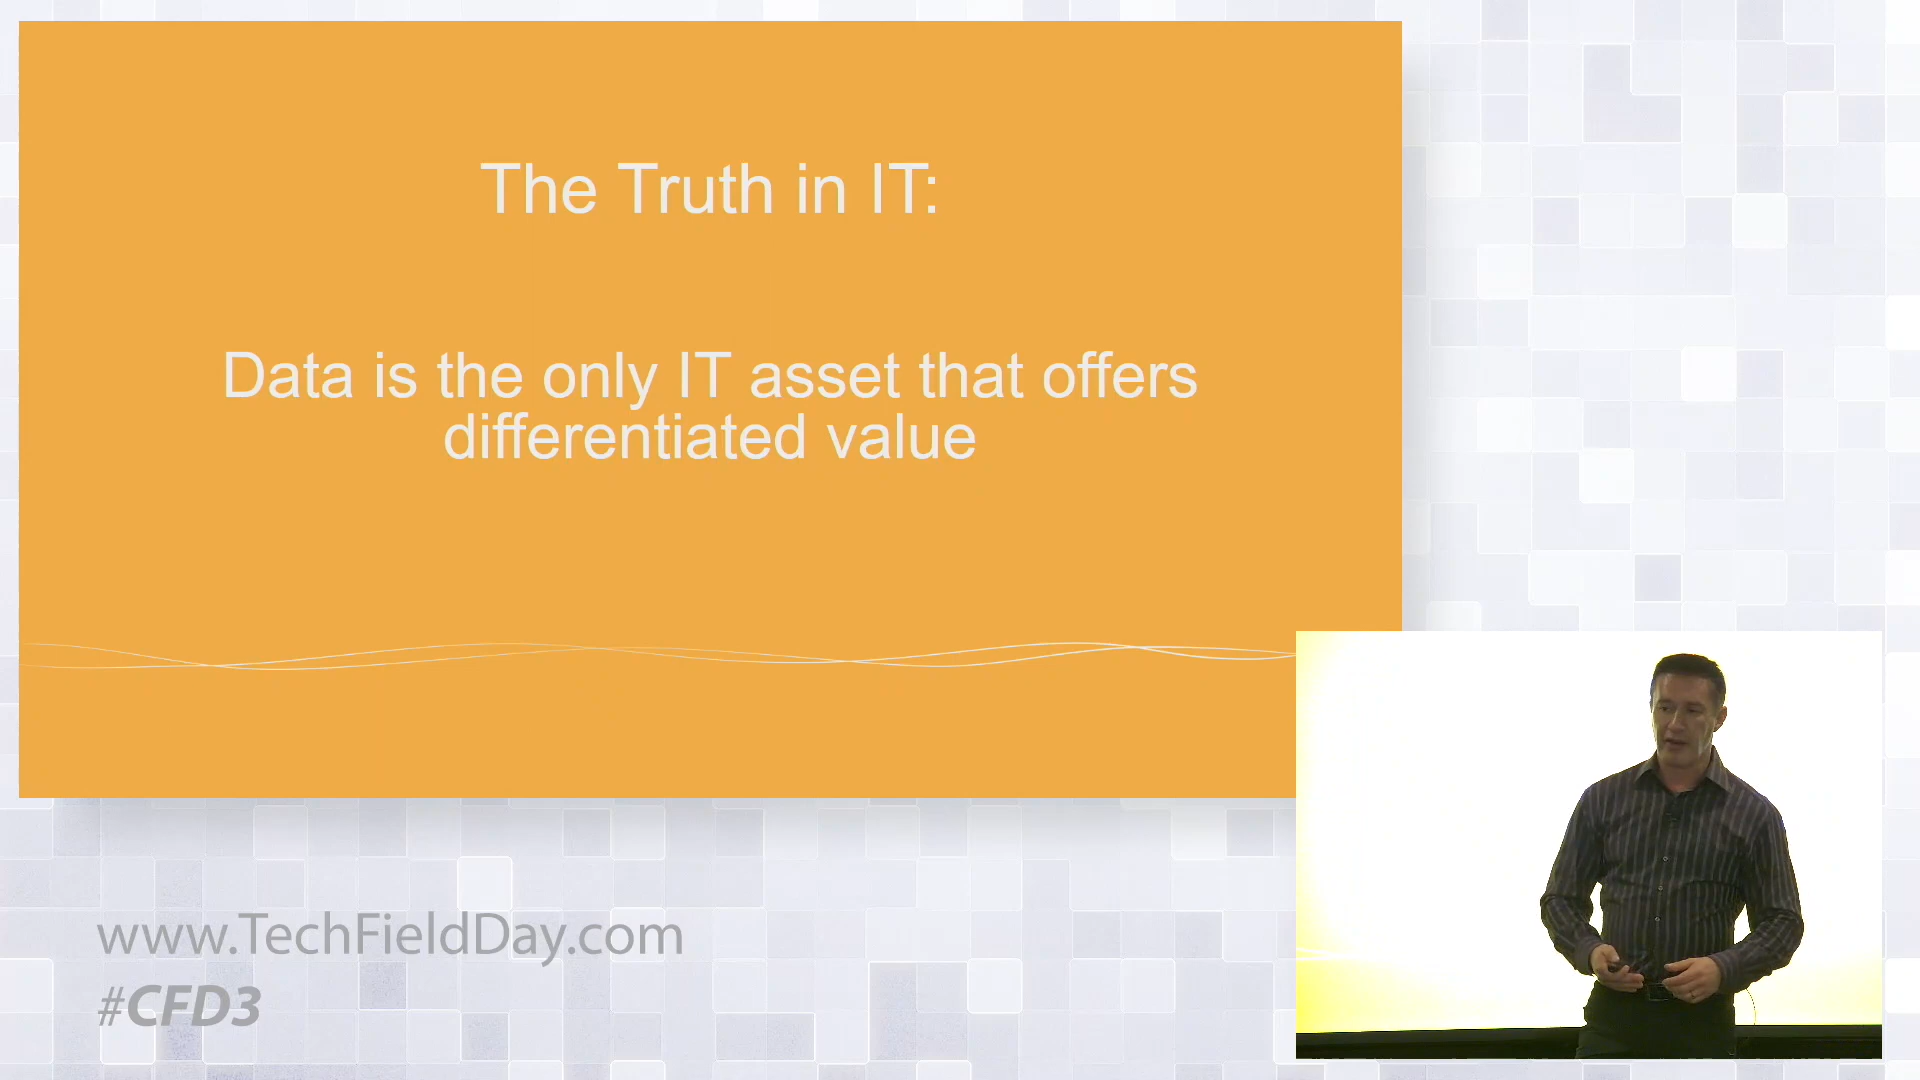 The Truth in IT:
Data is the only IT asset that offers
differentiated value
www.TechFieldDay.com
#CFD3